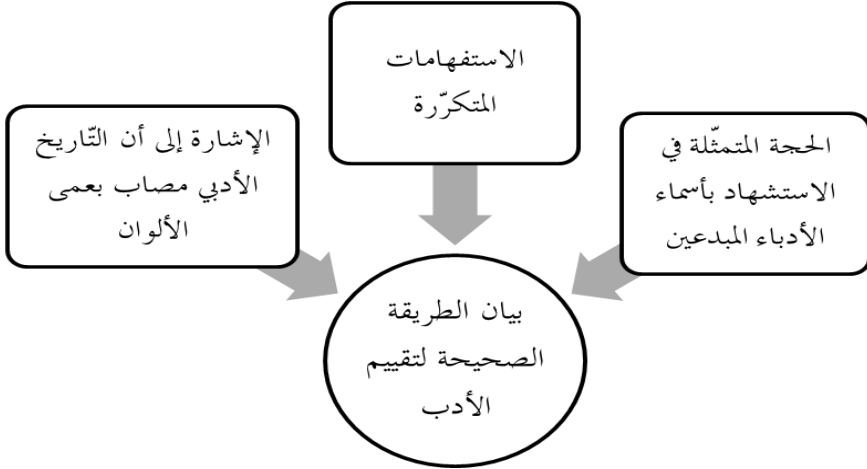 الاستفهامات
المتكرّرة
الحجة المتمثّلة في
الاستشهاد بأسماء
الأدباء المبدعين
الإشارة إلى أن التّاريخ
الأدبي مصاب بعمى
الألوان
بيان الطريقة
الصحيحة لتقييم
الأدب